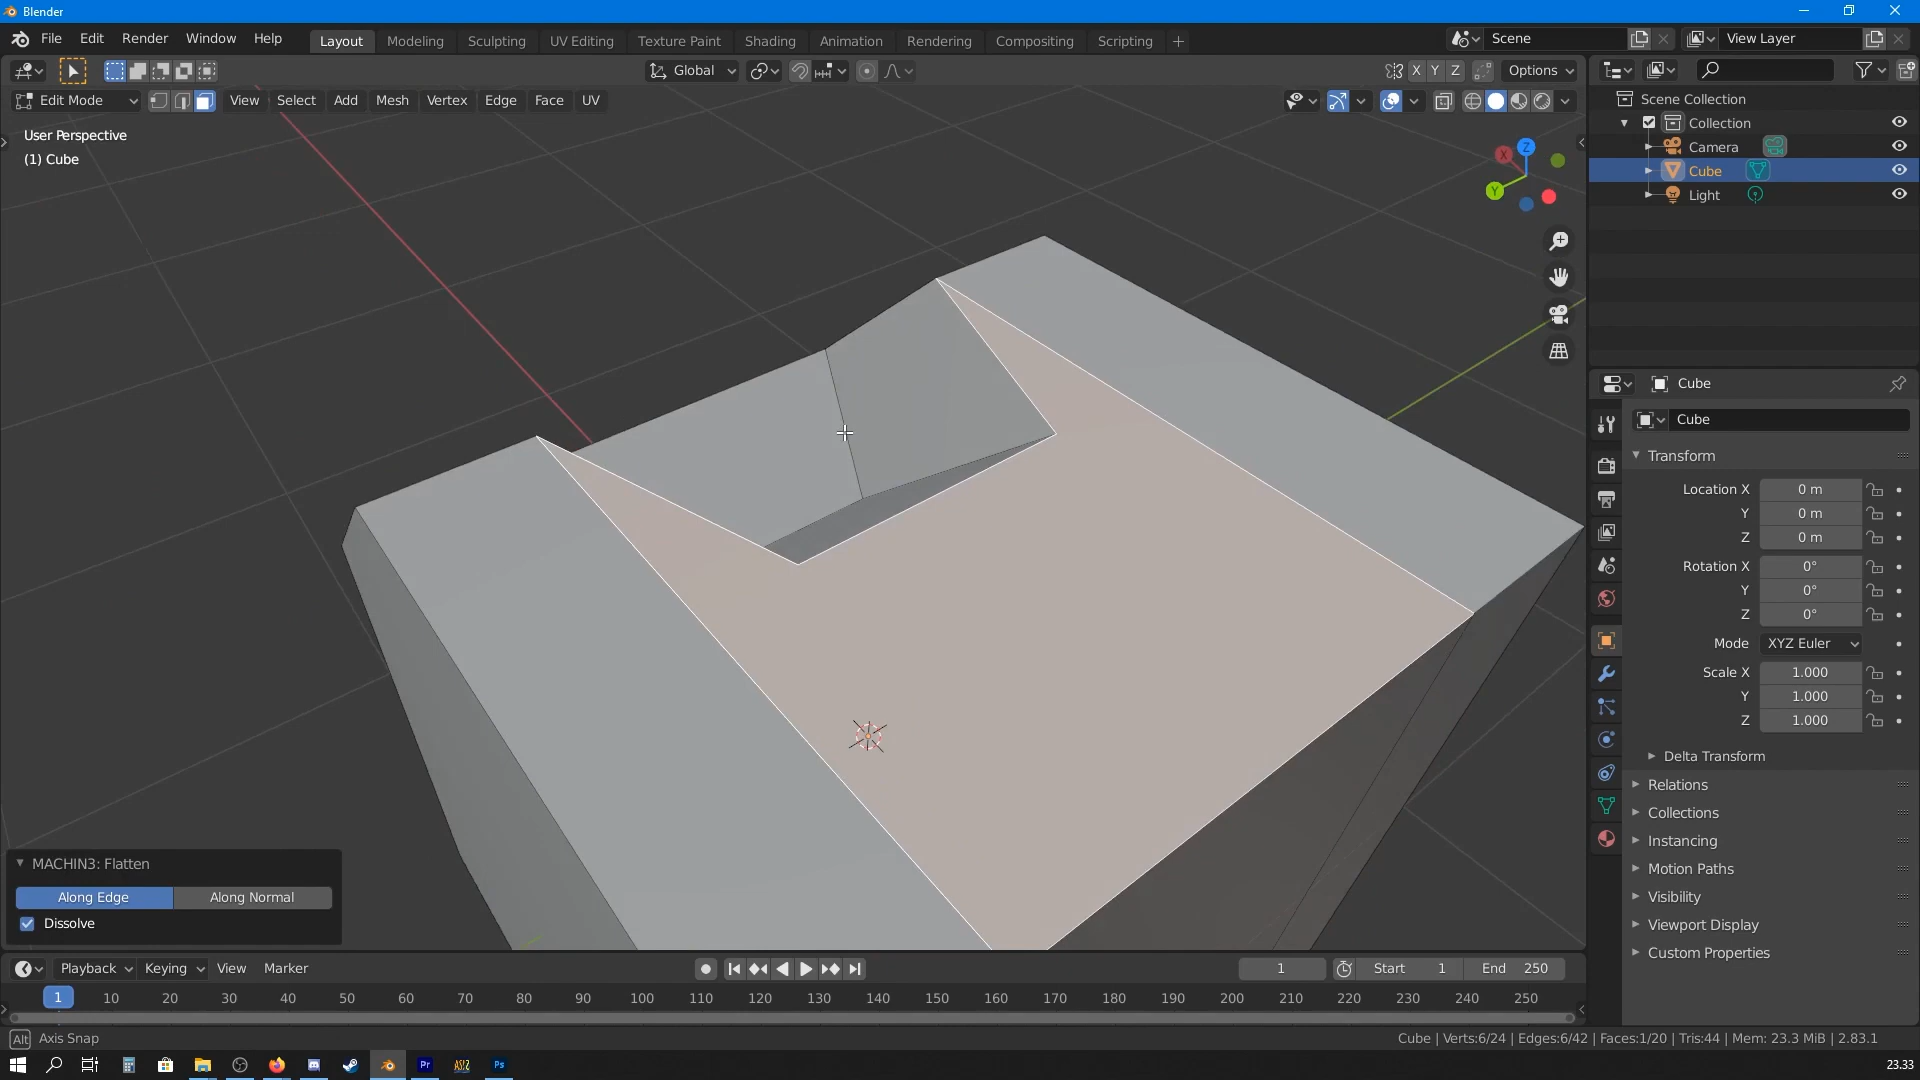 Blender
File Edit Render Window Help
Layout Modeling Sculpting UV Editing Texture Paint Shading Animation Rendering Compositing Scripting +
Scene
View Layer
Global
X Y Z Options
Edit Mode View Select Add Mesh Vertex Edge Face UV
User Perspective
(1) Cube
X
Z
Y
Scene Collection
Collection
Camera
Cube
Light
Cube
Cube
Transform
Location X 0 m
Y 0 m
Z 0 m
Rotation X 0°
Y 0°
Z 0°
Mode XYZ Euler
Scale X 1.000
Y 1.000
Z 1.000
Delta Transform
Relations
Collections
Instancing
Motion Paths
Visibility
Viewport Display
Custom Properties
MACHIN3: Flatten
Along Edge Along Normal
Dissolve
Playback Keying View Marker
1 Start 1 End 250
1 10 20 30 40 50 60 70 80 90 100 110 120 130 140 150 160 170 180 190 200 210 220 230 240 250
Alt Axis Snap
Cube | Verts:6/24 | Edges:6/42 | Faces:1/20 | Tris:44 | Mem: 23.3 MiB | 2.83.1
Pr
Ps
23.33